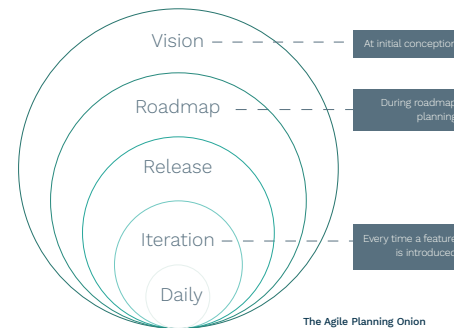 Vision
At initial conception
Roadmap
During roadmap
planning
Release
Iteration
Every time a feature
is introduced
Daily
The Agile Planning Onion